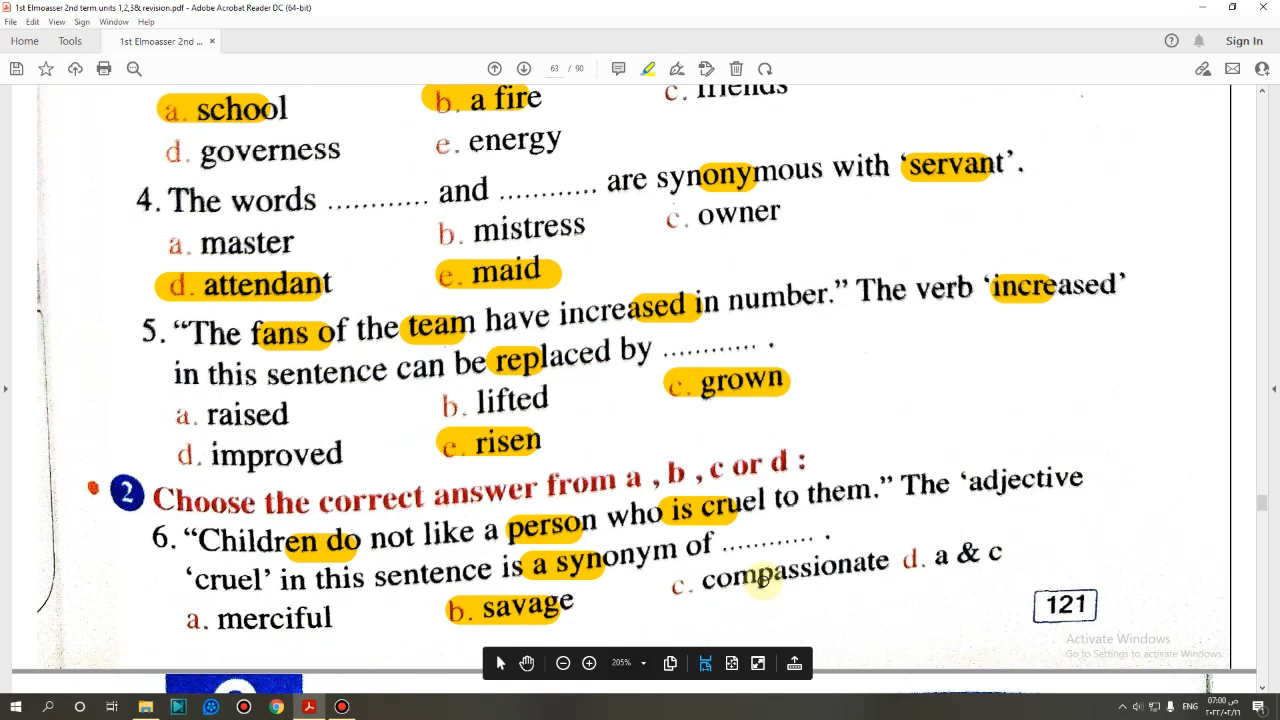 1st Elmoasser 2nd term units 1,2,3& revision.pdf - Adobe Acrobat Reader DC (64-bit)
File Edit View Sign Window Help
Home Tools 1st Elmoasser 2nd ... × Sign In
63 / 90
a. school b. a fire c. friends
d. governess e. energy
4. The words ............ and ............ are synonymous with ‘servant’.
a. master b. mistress c. owner
d. attendant e. maid
5. “The fans of the team have increased in number.” The verb ‘increased’
in this sentence can be replaced by ............ .
a. raised b. lifted c. grown
d. improved e. risen
2 Choose the correct answer from a , b , c or d :
6. “Children do not like a person who is cruel to them.” The ‘adjective
‘cruel’ in this sentence is a synonym of ............ .
a. merciful b. savage c. compassionate d. a & c
121
Activate Windows
Go to Settings to activate Windows.
205%
ENG
07:00 ص
٢٠٢٢/٠٢/١٦